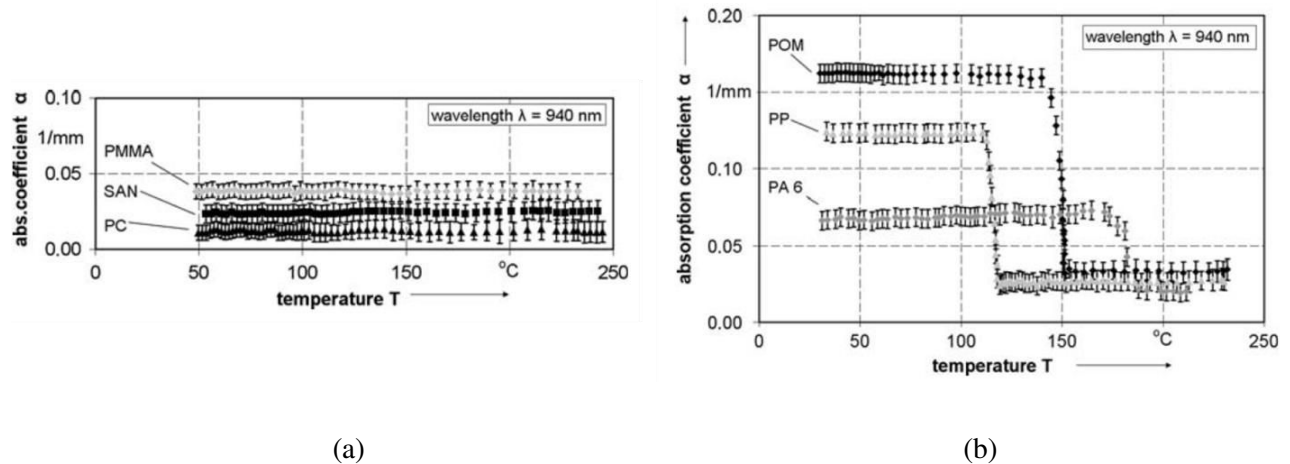 0.10
wavelength λ = 940 nm
1/mm
PMMA
0.05
SAN
PC
0.00
abs.coefficient α
0 50 100 150 °C 250
temperature T
(a)
0.20
wavelength λ = 940 nm
POM
1/mm
PP
0.10
PA 6
0.05
0.00
absorption coefficient α
0 50 100 150 °C 250
temperature T
(b)